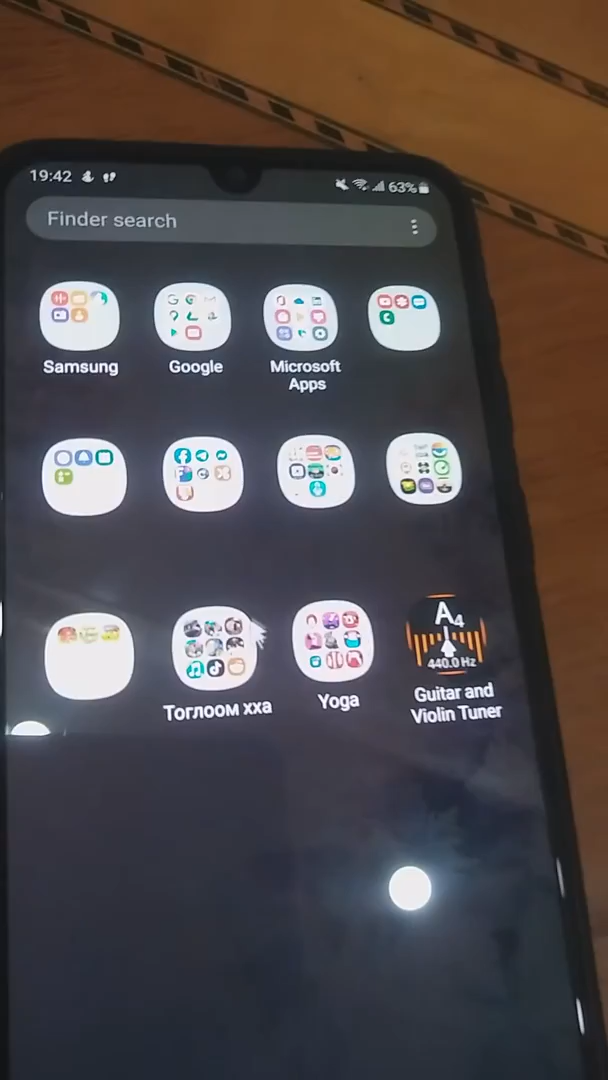 19:42
63%
Finder search
Samsung
Google
Microsoft
Apps
A4
440.0 Hz
Тоглоом хха
Yoga
Guitar and
Violin Tuner